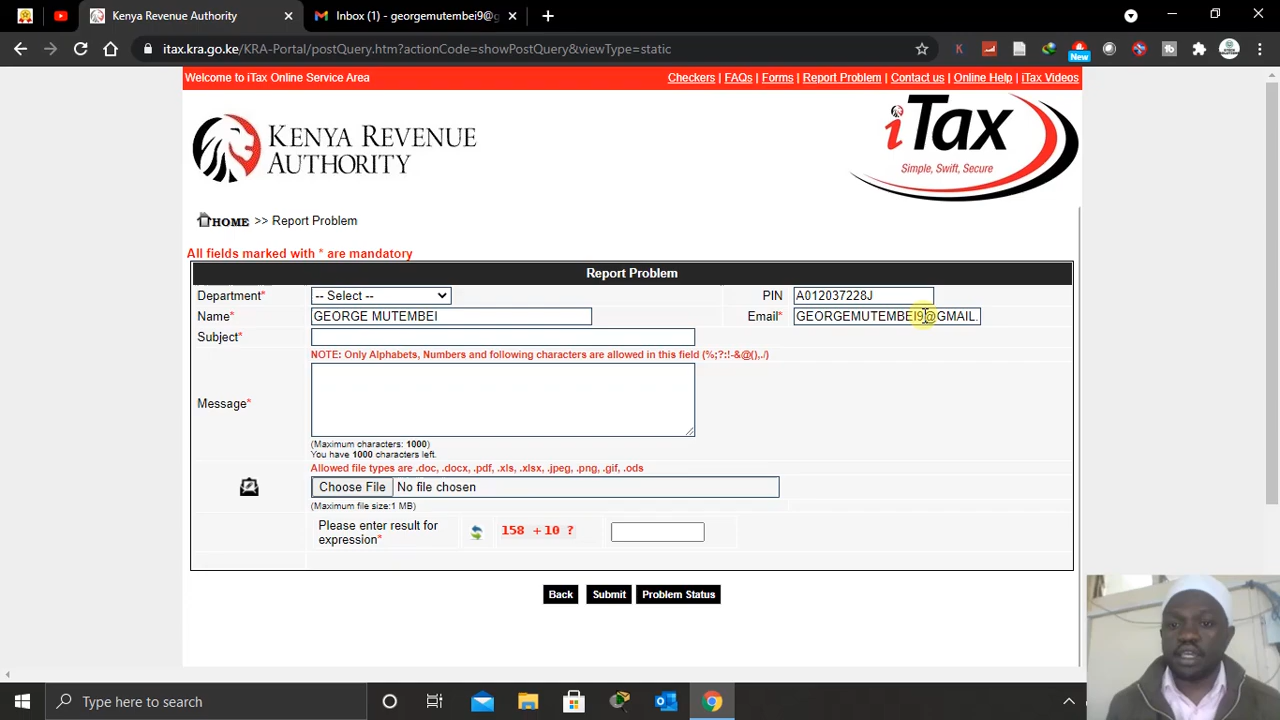 Kenya Revenue Authority
Inbox (1) - georgemutembei9@g
itax.kra.go.ke/KRA-Portal/postQuery.htm?actionCode=showPostQuery&viewType=static
New
Welcome to iTax Online Service Area
Checkers | FAQs | Forms | Report Problem | Contact us | Online Help | iTax Videos
KENYA REVENUE
AUTHORITY
iTax
Simple, Swift, Secure
HOME >> Report Problem
All fields marked with * are mandatory
Report Problem
Department* -- Select -- PIN A012037228J
Name* GEORGE MUTEMBEI Email* GEORGEMUTEMBEI9@GMAIL.
Subject*
NOTE: Only Alphabets, Numbers and following characters are allowed in this field (%;?:!-&@(),./)
Message*
(Maximum characters: 1000)
You have 1000 characters left.
Allowed file types are .doc, .docx, .pdf, .xls, .xlsx, .jpeg, .png, .gif, .ods
Choose File No file chosen
(Maximum file size:1 MB)
Please enter result for
expression*
158 +10 ?
Back Submit Problem Status
Type here to search